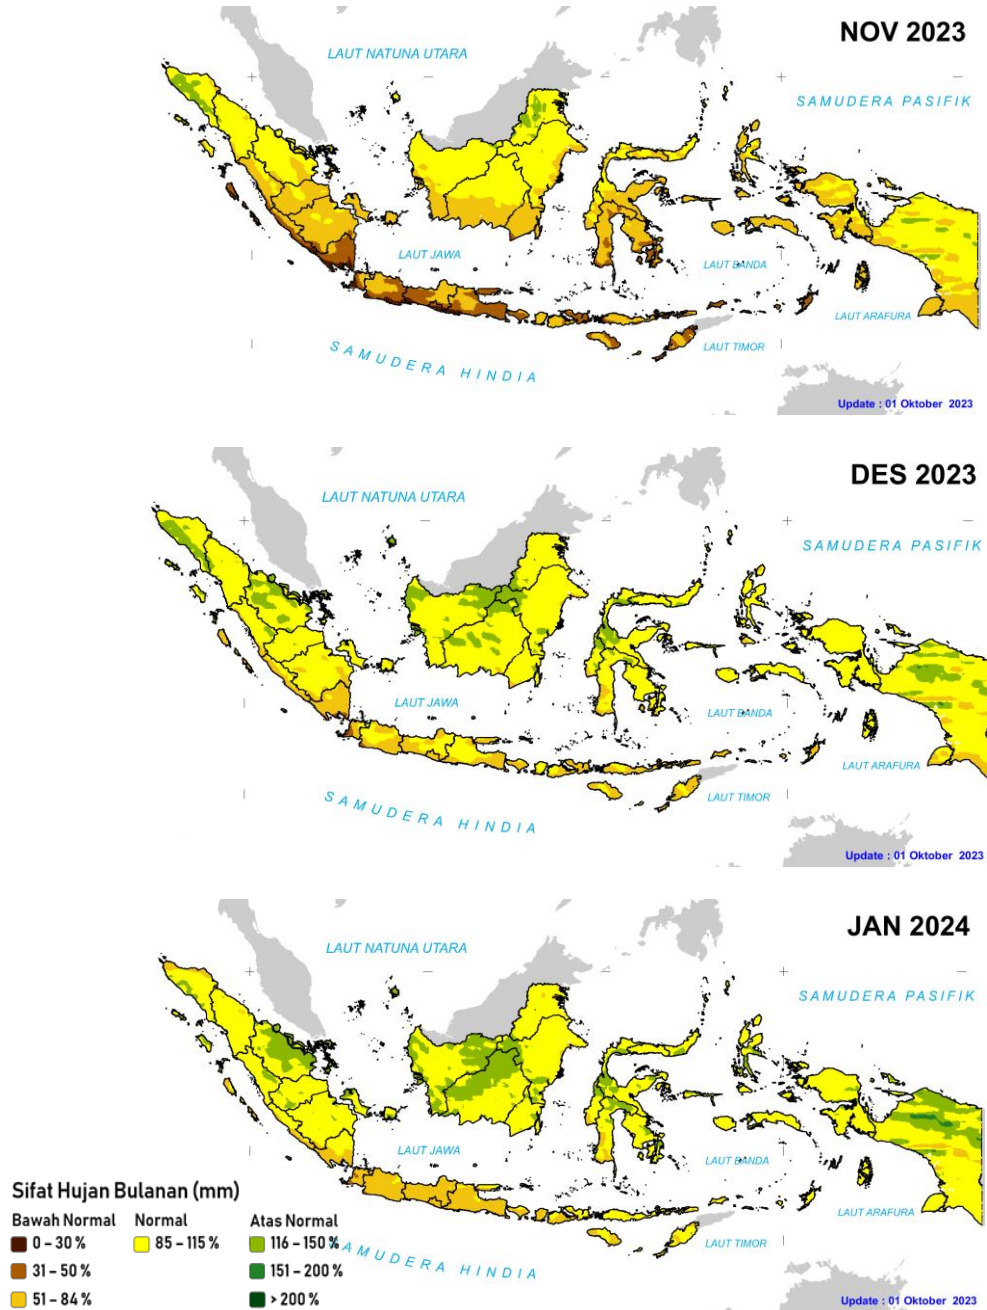 NOV 2023
LAUT NATUNA UTARA
SAMUDERA PASIFIK
LAUT JAWA
LAUT BANDA
LAUT ARAFURA
LAUT TIMOR
SAMUDERA HINDIA
Update : 01 Oktober 2023
DES 2023
LAUT NATUNA UTARA
SAMUDERA PASIFIK
LAUT JAWA
LAUT BANDA
LAUT ARAFURA
LAUT TIMOR
SAMUDERA HINDIA
Update : 01 Oktober 2023
JAN 2024
LAUT NATUNA UTARA
SAMUDERA PASIFIK
LAUT JAWA
LAUT BANDA
LAUT ARAFURA
LAUT TIMOR
SAMUDERA HINDIA
Update : 01 Oktober 2023
Sifat Hujan Bulanan (mm)
Bawah Normal Normal Atas Normal
0 – 30 % 85 – 115 % 116 – 150 %
31 – 50 % 151 – 200 %
51 – 84 % > 200 %